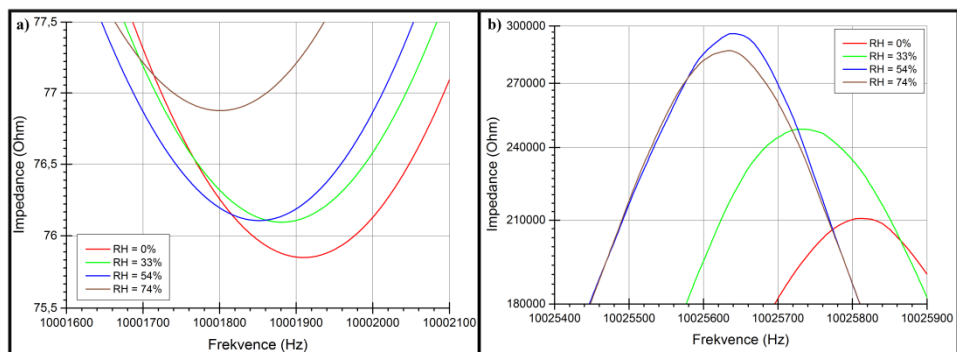 a)
77,5
77
76,5
76
75,5
Impedance (Ohm)
RH = 0%
RH = 33%
RH = 54%
RH = 74%
10001600 10001700 10001800 10001900 10002000 10002100
Frekvence (Hz)
b)
300000
270000
240000
210000
180000
Impedance (Ohm)
RH = 0%
RH = 33%
RH = 54%
RH = 74%
10025400 10025500 10025600 10025700 10025800 10025900
Frekvence (Hz)